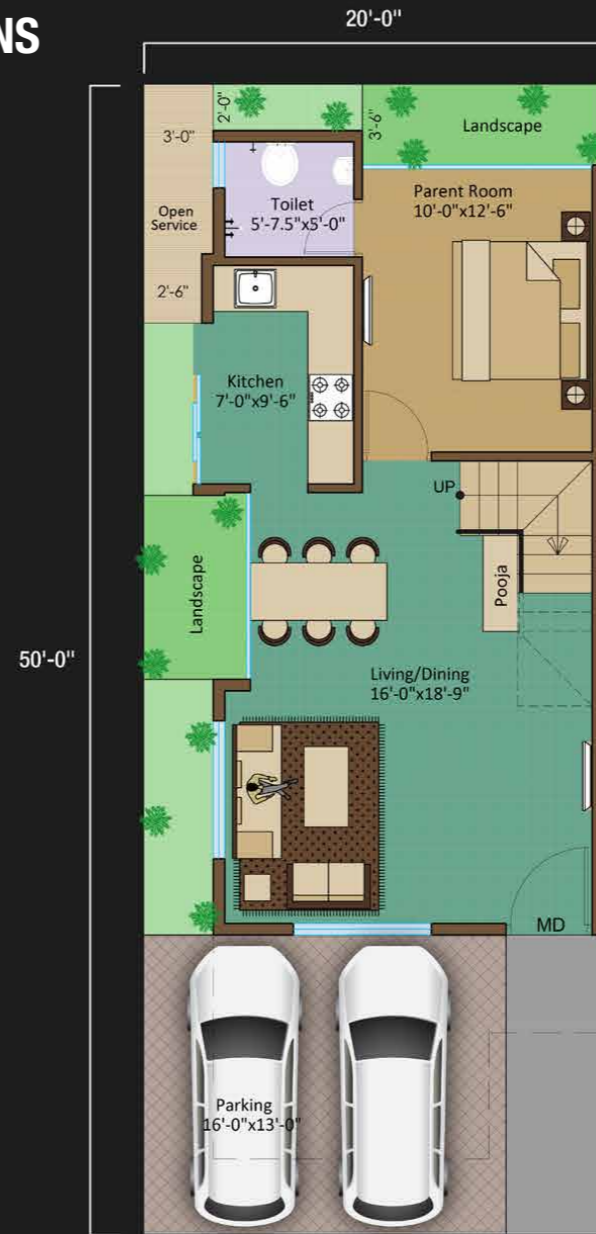 NS
20'-0"
2'-0"
3'-6"
Landscape
3'-0"
Open
Service
Toilet
5'-7.5"x5'-0"
Parent Room
10'-0"x12'-6"
2'-6"
Kitchen
7'-0"x9'-6"
UP
Landscape
Pooja
50'-0"
Living/Dining
16'-0"x18'-9"
MD
Parking
16'-0"x13'-0"